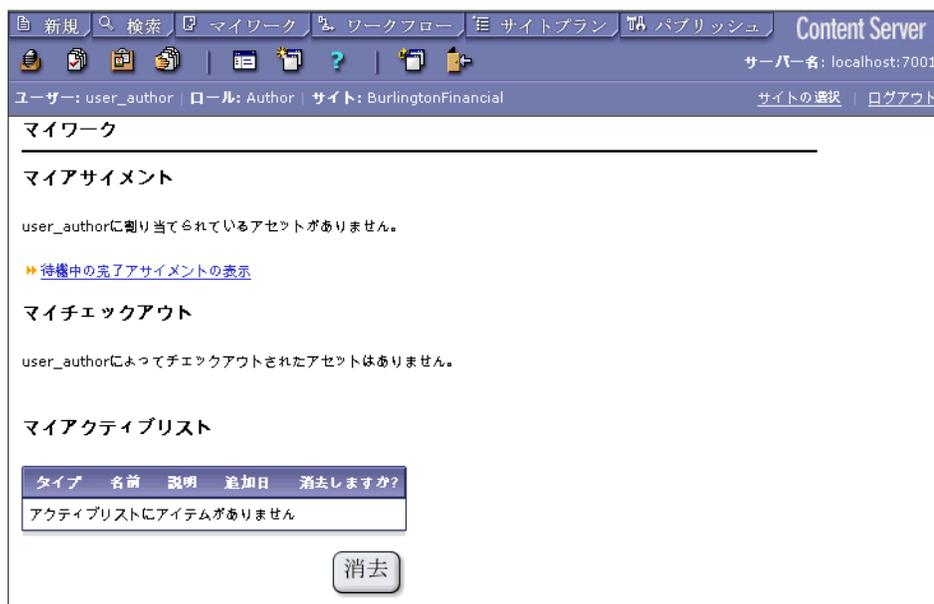 新規 検索 マイワーク ワークフロー サイトプラン パブリッシュ Content Server
サーバー名: localhost:7001
ユーザー: user_author | ロール: Author | サイト: BurlingtonFinancial サイトの選択 | ログアウト
マイワーク
マイアサイメント
user_authorに割り当てられているアセットがありません。
待機中の完了アサイメントの表示
マイチェックアウト
user_authorによってチェックアウトされたアセットはありません。
マイアクティブリスト
タイプ 名前 説明 追加日 消去しますか?
アクティブリストにアイテムがありません
消去